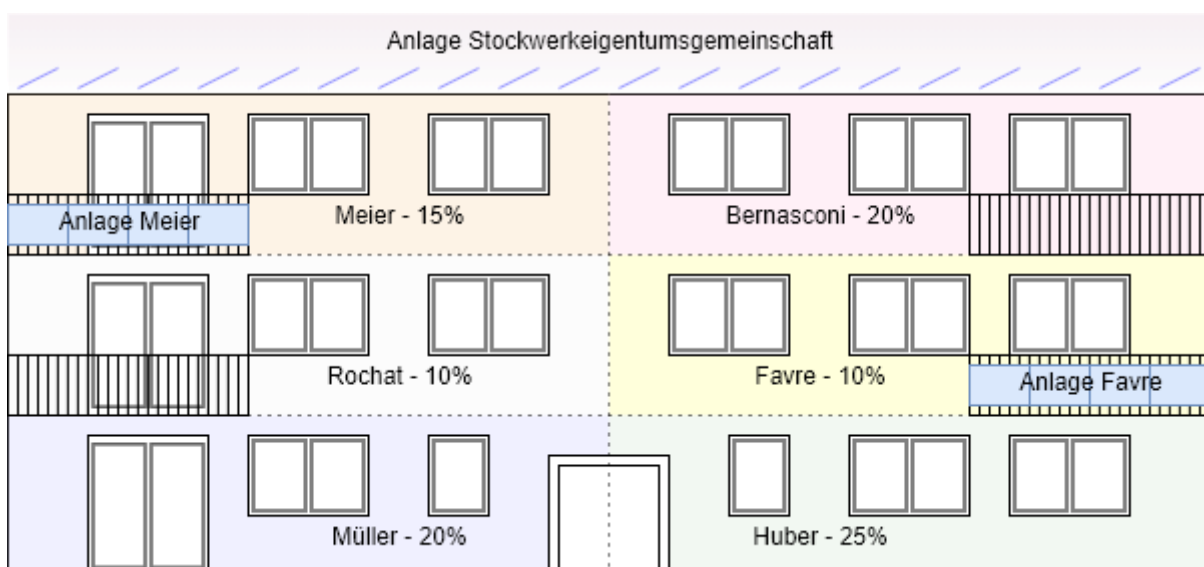 Anlage Stockwerkeigentumsgemeinschaft
Anlage Meier
Meier - 15%
Bernasconi - 20%
Rochat - 10%
Favre - 10%
Anlage Favre
Müller - 20%
Huber - 25%